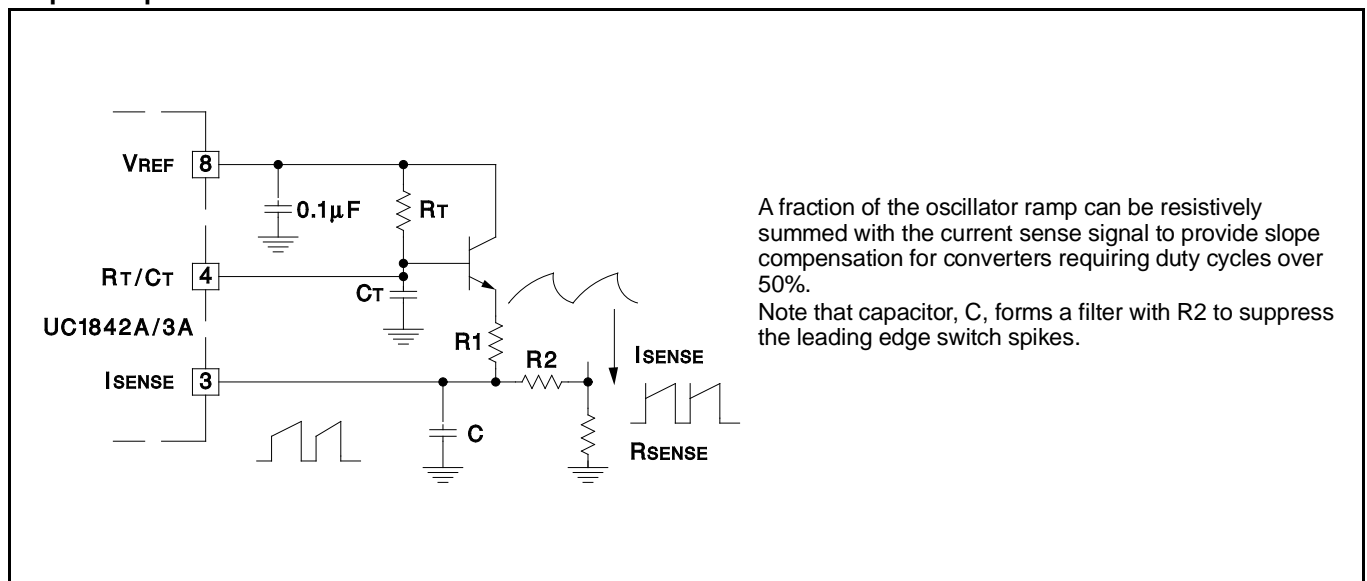 VREF 8
0.1µF
RT
RT/CT 4
CT
UC1842A/3A
R1
R2
ISENSE
ISENSE 3
C
RSENSE
A fraction of the oscillator ramp can be resistively
summed with the current sense signal to provide slope
compensation for converters requiring duty cycles over
50%.
Note that capacitor, C, forms a filter with R2 to suppress
the leading edge switch spikes.